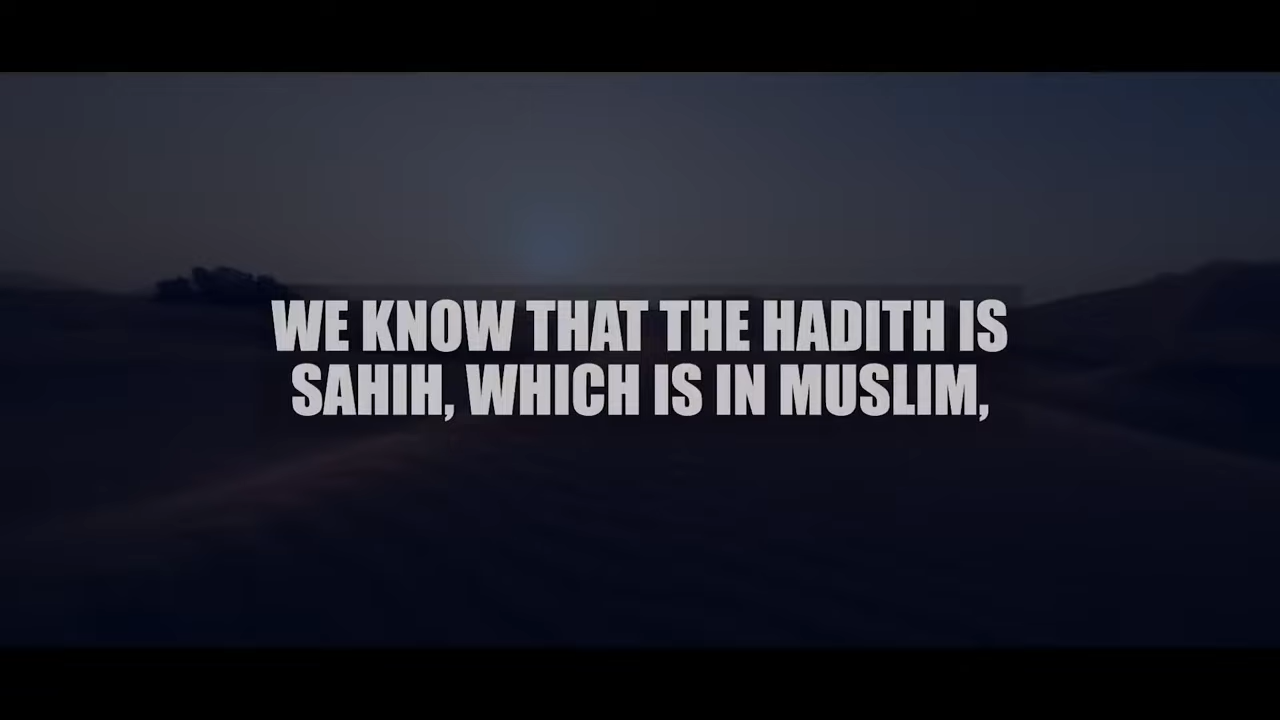 WE KNOW THAT THE HADITH IS
SAHIH, WHICH IS IN MUSLIM,